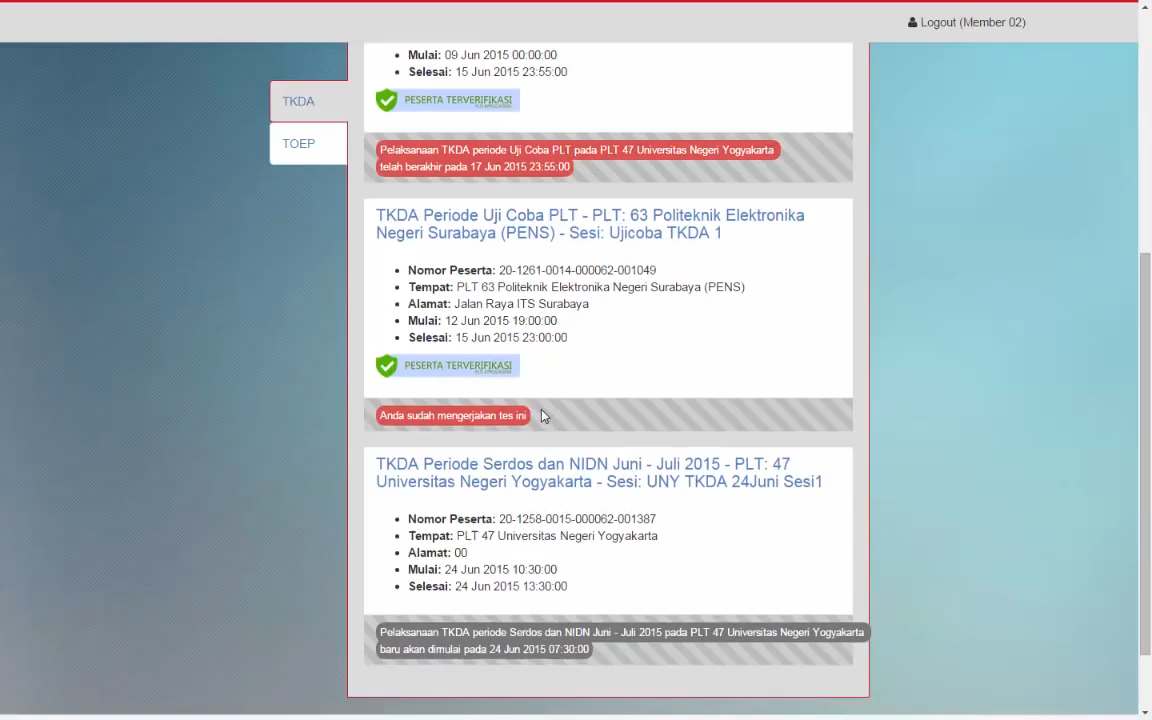 Logout (Member 02)
Mulai: 09 Jun 2015 00:00:00
Selesai: 15 Jun 2015 23:55:00
TKDA
PESERTA TERVERIFIKASI
TOEP
Pelaksanaan TKDA periode Uji Coba PLT pada PLT 47 Universitas Negeri Yogyakarta
telah berakhir pada 17 Jun 2015 23:55:00
TKDA Periode Uji Coba PLT - PLT: 63 Politeknik Elektronika
Negeri Surabaya (PENS) - Sesi: Ujicoba TKDA 1
Nomor Peserta: 20-1261-0014-000062-001049
Tempat: PLT 63 Politeknik Elektronika Negeri Surabaya (PENS)
Alamat: Jalan Raya ITS Surabaya
Mulai: 12 Jun 2015 19:00:00
Selesai: 15 Jun 2015 23:00:00
PESERTA TERVERIFIKASI
Anda sudah mengerjakan tes ini
TKDA Periode Serdos dan NIDN Juni - Juli 2015 - PLT: 47
Universitas Negeri Yogyakarta - Sesi: UNY TKDA 24Juni Sesi1
Nomor Peserta: 20-1258-0015-000062-001387
Tempat: PLT 47 Universitas Negeri Yogyakarta
Alamat: 00
Mulai: 24 Jun 2015 10:30:00
Selesai: 24 Jun 2015 13:30:00
Pelaksanaan TKDA periode Serdos dan NIDN Juni - Juli 2015 pada PLT 47 Universitas Negeri Yogyakarta
baru akan dimulai pada 24 Jun 2015 07:30:00